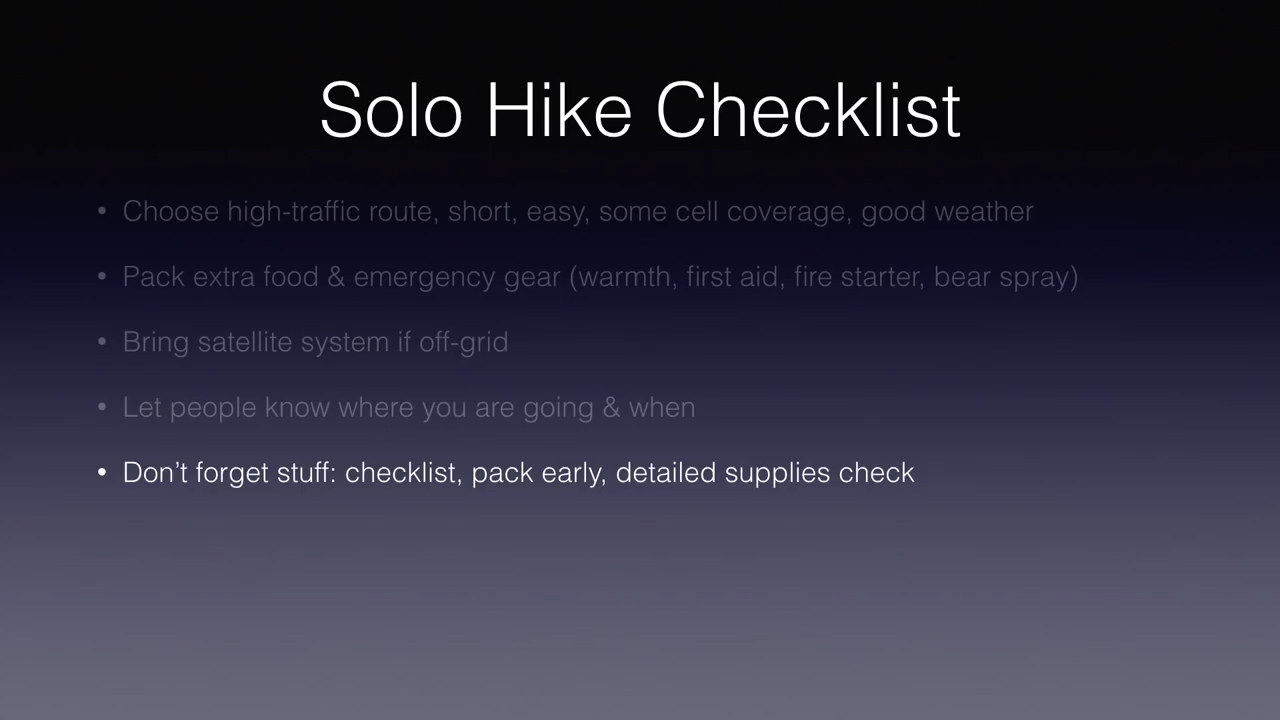 Solo Hike Checklist
• Choose high-traffic route, short, easy, some cell coverage, good weather
• Pack extra food & emergency gear (warmth, first aid, fire starter, bear spray)
• Bring satellite system if off-grid
• Let people know where you are going & when
• Don’t forget stuff: checklist, pack early, detailed supplies check